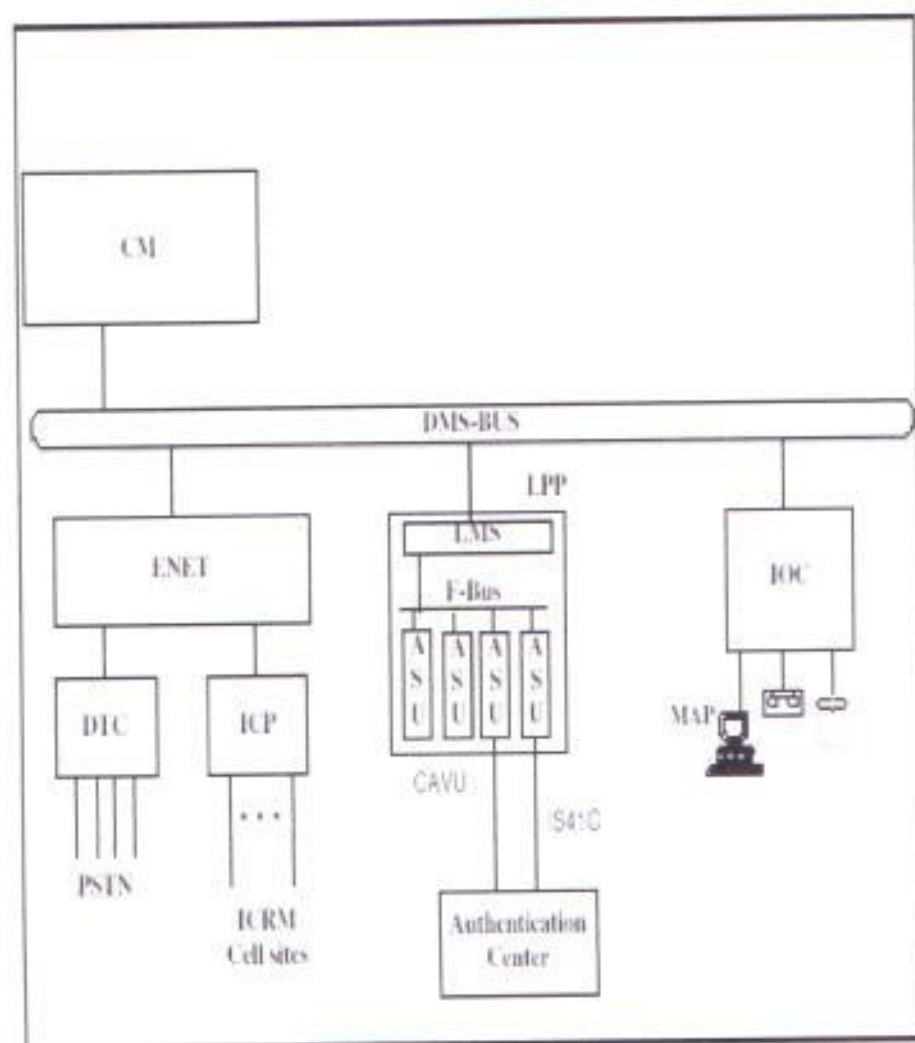 CM
DMS-BUS
LPP
ENET
LMS
IOC
F-Bus
A S U
A S U
A S U
A S U
DTC
ICP
MAP
CAVU
IS41C
PSTN
ICRM
Cell sites
Authentication
Center